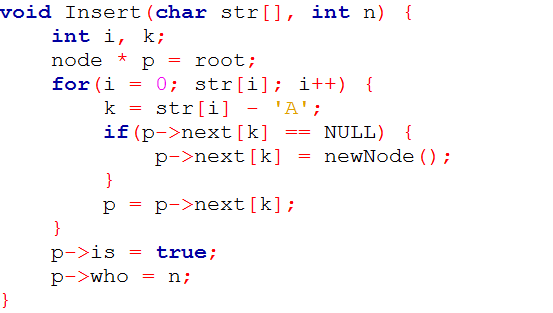 void Insert(char str[], int n) {
    int i, k;
    node * p = root;
    for(i = 0; str[i]; i++) {
        k = str[i] - 'A';
        if(p->next[k] == NULL) {
            p->next[k] = newNode();
        }
        p = p->next[k];
    }
    p->is = true;
    p->who = n;
}